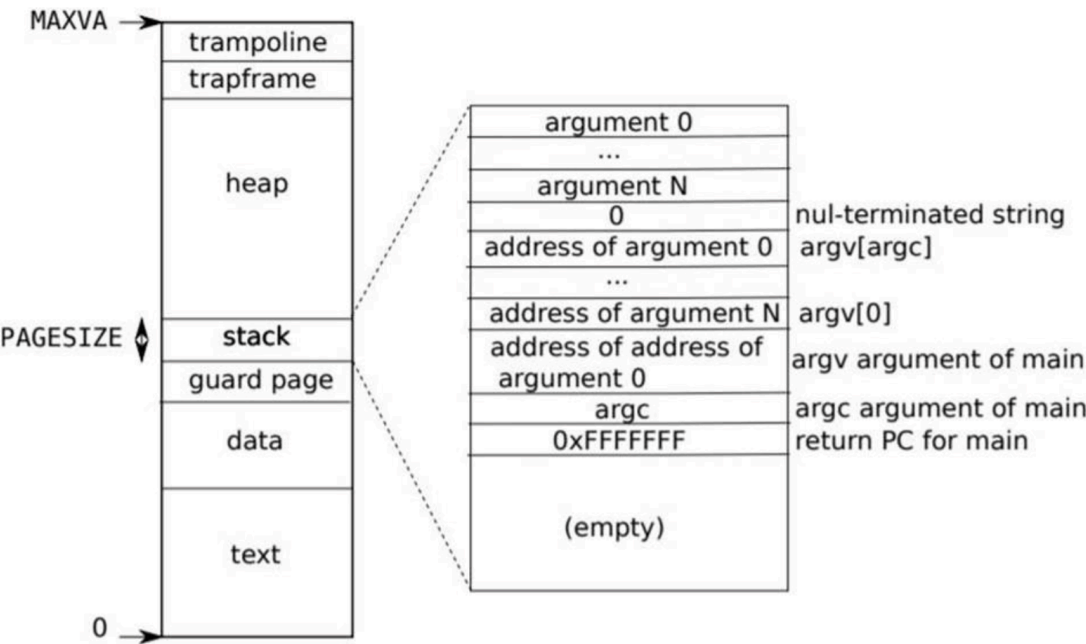 MAXVA
trampoline
trapframe
heap
PAGESIZE
stack
guard page
data
text
0
argument 0
...
argument N
0
nul-terminated string
address of argument 0
argv[argc]
...
address of argument N
argv[0]
address of address of
argument 0
argv argument of main
argc
argc argument of main
0xFFFFFFF
return PC for main
(empty)